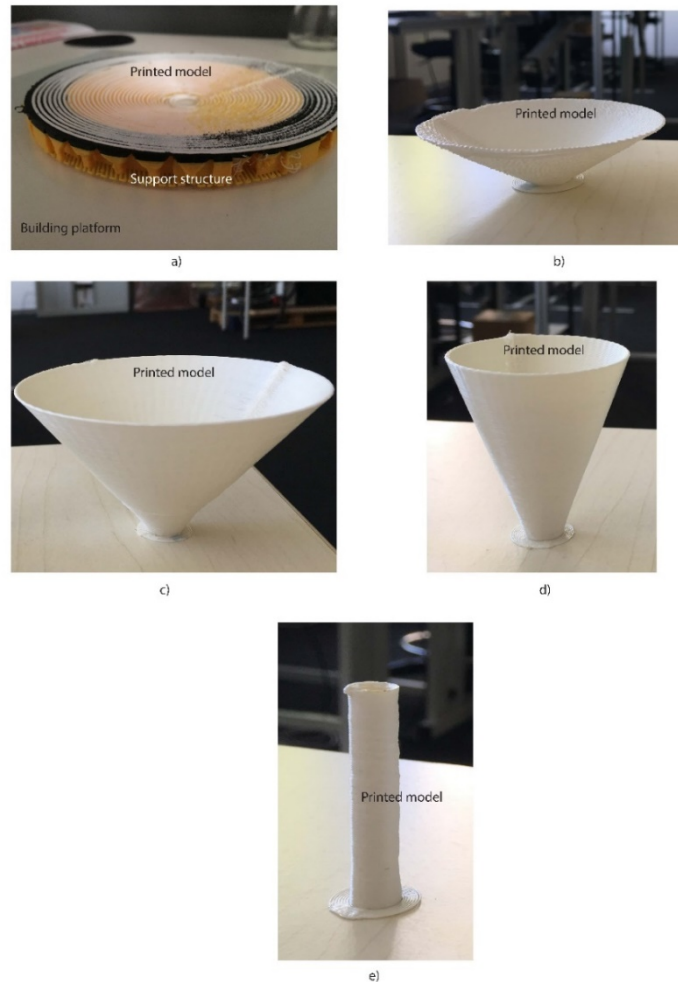 Printed model
Support structure
Building platform
a)
Printed model
b)
Printed model
c)
Printed model
d)
Printed model
e)